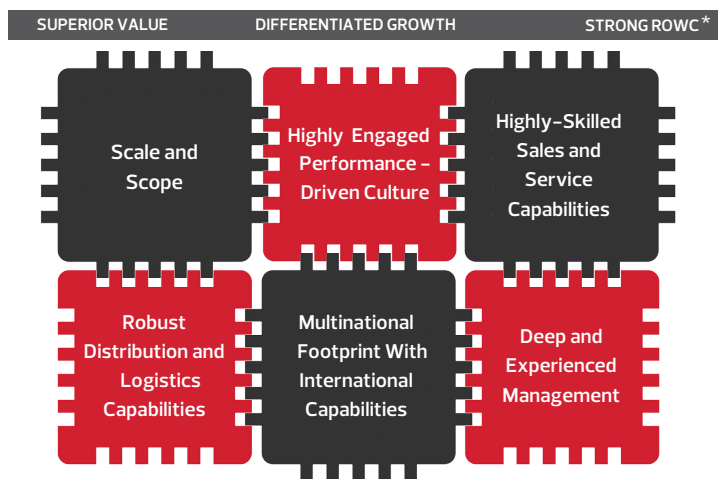 SUPERIOR VALUE DIFFERENTIATED GROWTH STRONG ROWC*
Scale and
Scope
Highly Engaged
Performance -
Driven Culture
Highly-Skilled
Sales and
Service
Capabilities
Robust
Distribution and
Logistics
Capabilities
Multinational
Footprint With
International
Capabilities
Deep and
Experienced
Management